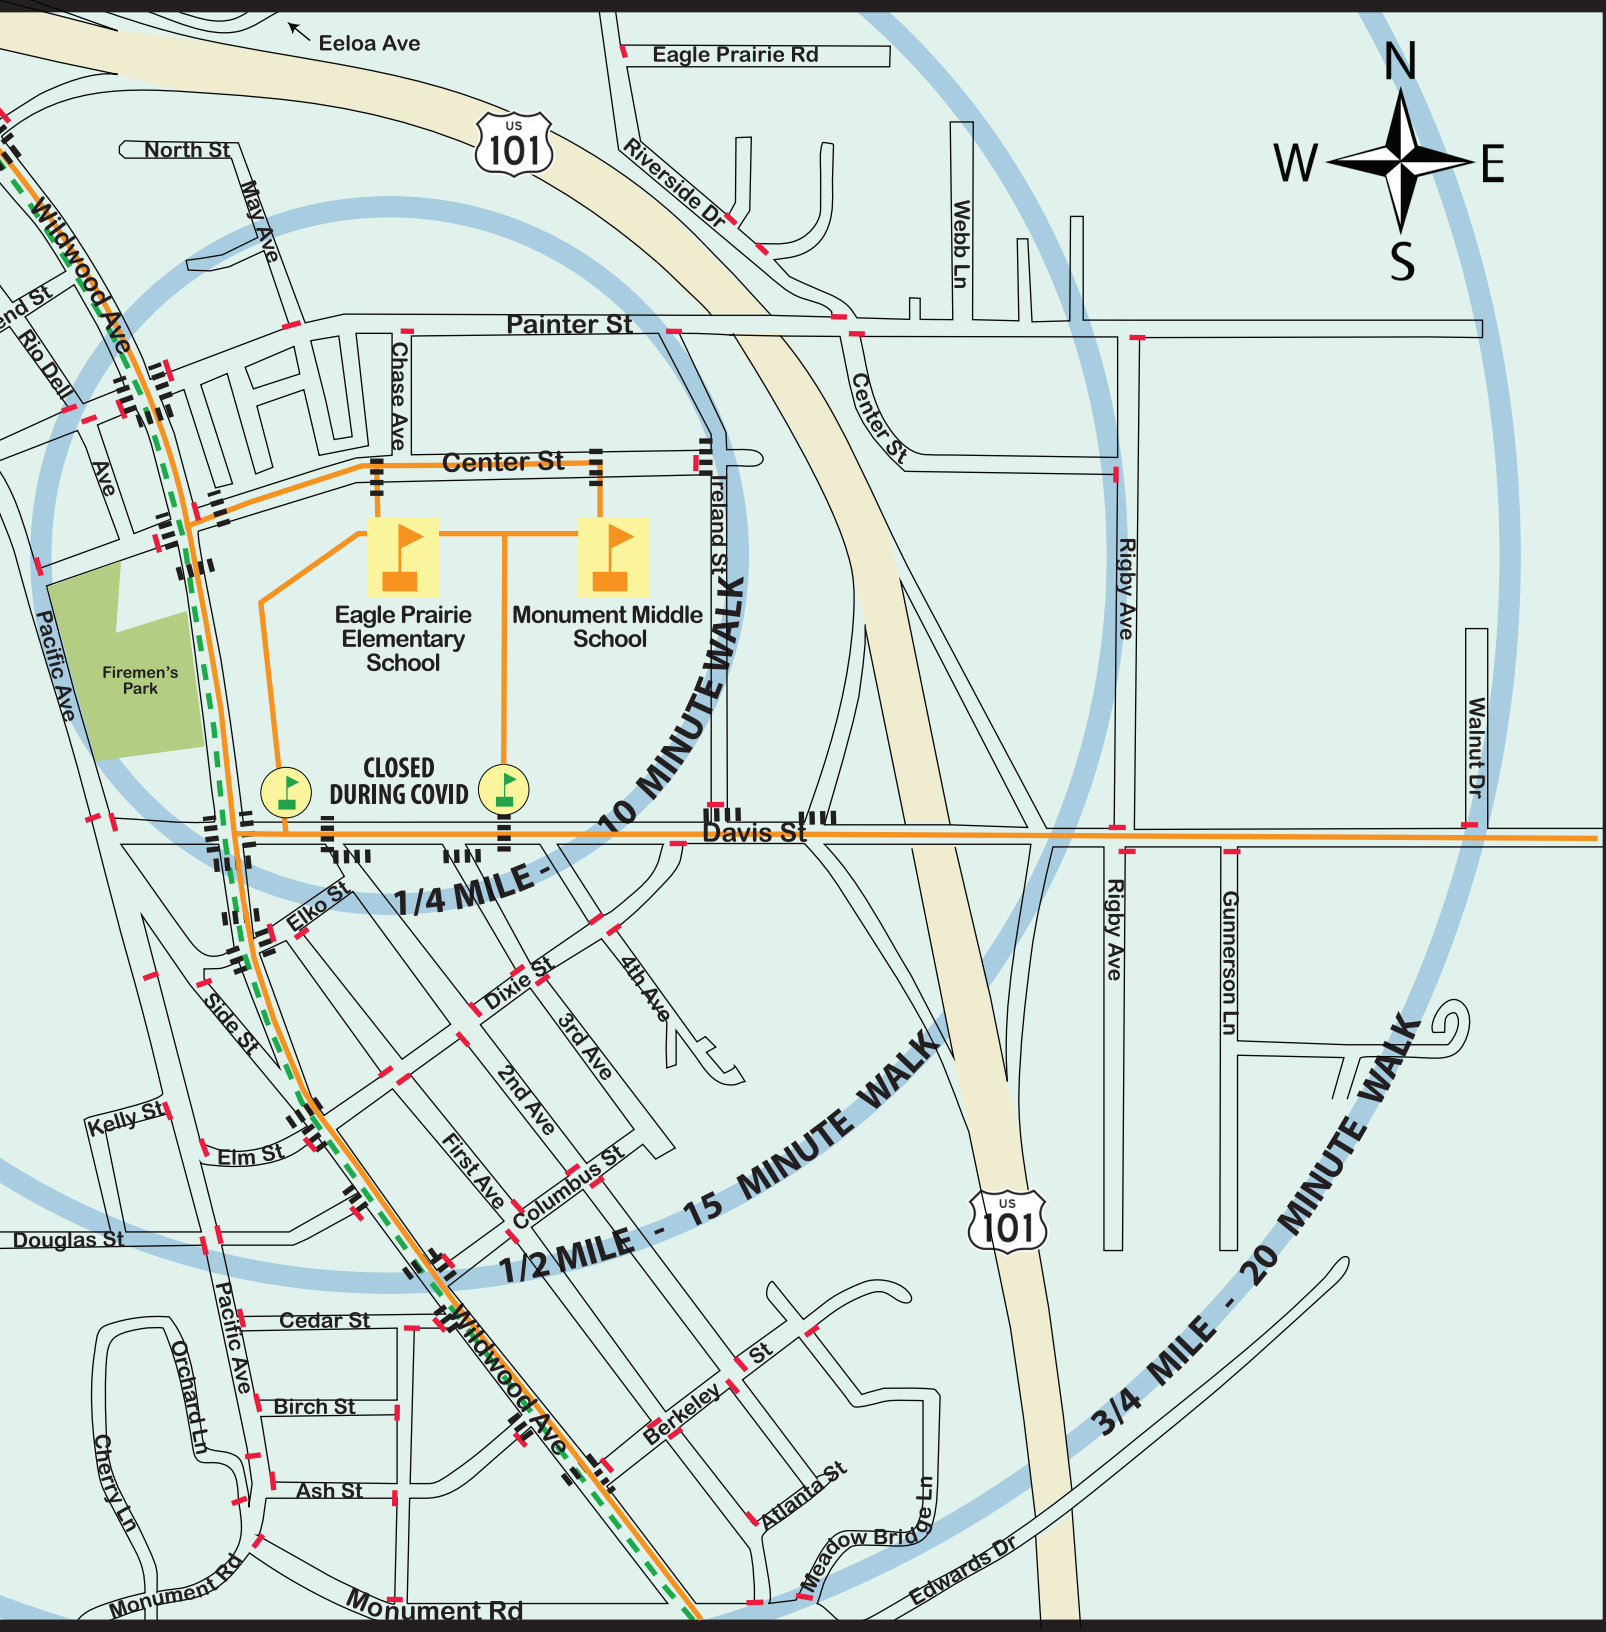 Eeloa Ave
Eagle Prairie Rd
N
W
E
S
US
101
North St
May Ave
Riverside Dr
Webb Ln
Wildwood Ave
end St
Rio Dell
Ave
Painter St
Chase Ave
Center St
Center St
Ireland St
Rigby Ave
Eagle Prairie
Elementary
School
Monument Middle
School
Pacific Ave
Firemen's
Park
Walnut Dr
CLOSED
DURING COVID
Davis St
1/4 MILE - 10 MINUTE WALK
Elko St
Dixie St
4th Ave
3rd Ave
2nd Ave
First Ave
Side St
Rigby Ave
Gunnerson Ln
Kelly St
Elm St
Columbus St
Douglas St
1/2 MILE - 15 MINUTE WALK
US
101
3/4 MILE - 20 MINUTE WALK
Pacific Ave
Cedar St
Wildwood Ave
Orchard Ln
Birch St
Berkeley St
Cherry Ln
Ash St
Atlanta St
Meadow Bridge Ln
Edwards Dr
Monument Rd
Monument Rd